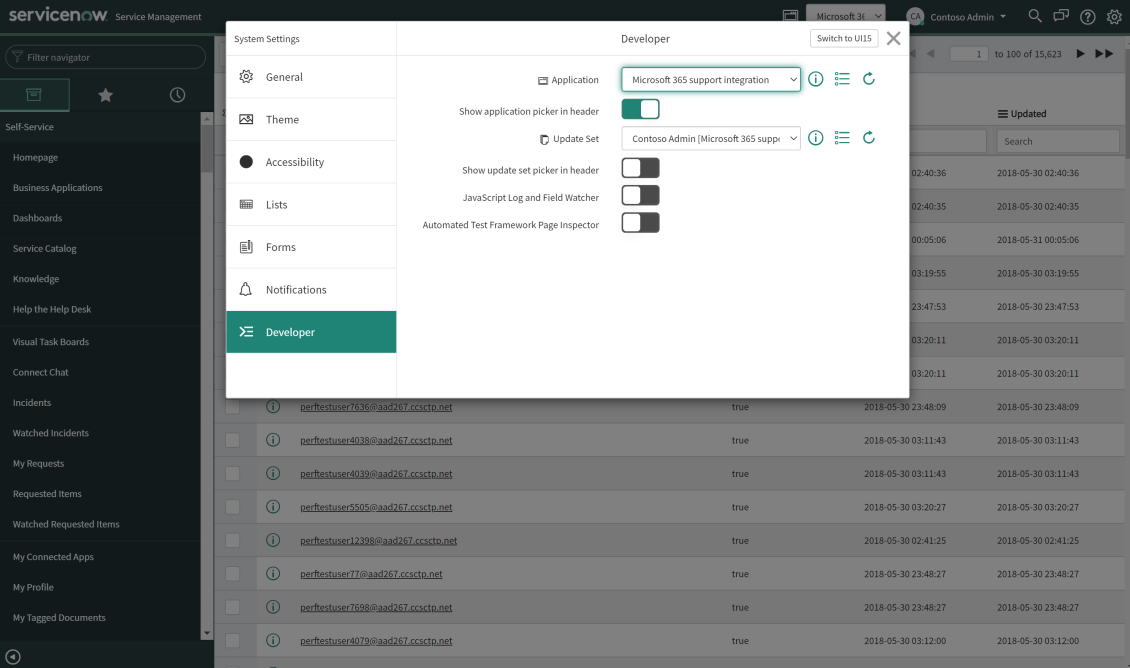 servicenow Service Management
Microsoft 36
CA Contoso Admin
Filter navigator
Self-Service
Homepage
Business Applications
Dashboards
Service Catalog
Knowledge
Help the Help Desk
Visual Task Boards
Connect Chat
Incidents
Watched Incidents
My Requests
Requested Items
Watched Requested Items
My Connected Apps
My Profile
My Tagged Documents
System Settings
General
Theme
Accessibility
Lists
Forms
Notifications
Developer
Developer
Switch to UI15
Application Microsoft 365 support integration
Show application picker in header
Update Set Contoso Admin [Microsoft 365 suppo
Show update set picker in header
JavaScript Log and Field Watcher
Automated Test Framework Page Inspector
1 to 100 of 15,623
Updated
Search
02:40:36 2018-05-30 02:40:36
02:40:35 2018-05-30 02:40:35
00:05:06 2018-05-31 00:05:06
03:19:55 2018-05-30 03:19:55
23:47:53 2018-05-30 23:47:53
03:20:11 2018-05-30 03:20:11
03:20:11 2018-05-30 03:20:11
perftestuser7636@aad267.ccsctp.net true 2018-05-30 23:48:09 2018-05-30 23:48:09
perftestuser4038@aad267.ccsctp.net true 2018-05-30 03:11:43 2018-05-30 03:11:43
perftestuser4039@aad267.ccsctp.net true 2018-05-30 03:11:43 2018-05-30 03:11:43
perftestuser5505@aad267.ccsctp.net true 2018-05-30 03:20:27 2018-05-30 03:20:27
perftestuser12398@aad267.ccsctp.net true 2018-05-30 02:41:25 2018-05-30 02:41:25
perftestuser77@aad267.ccsctp.net true 2018-05-30 23:48:27 2018-05-30 23:48:27
perftestuser7698@aad267.ccsctp.net true 2018-05-30 23:48:27 2018-05-30 23:48:27
perftestuser4079@aad267.ccsctp.net true 2018-05-30 03:12:00 2018-05-30 03:12:00